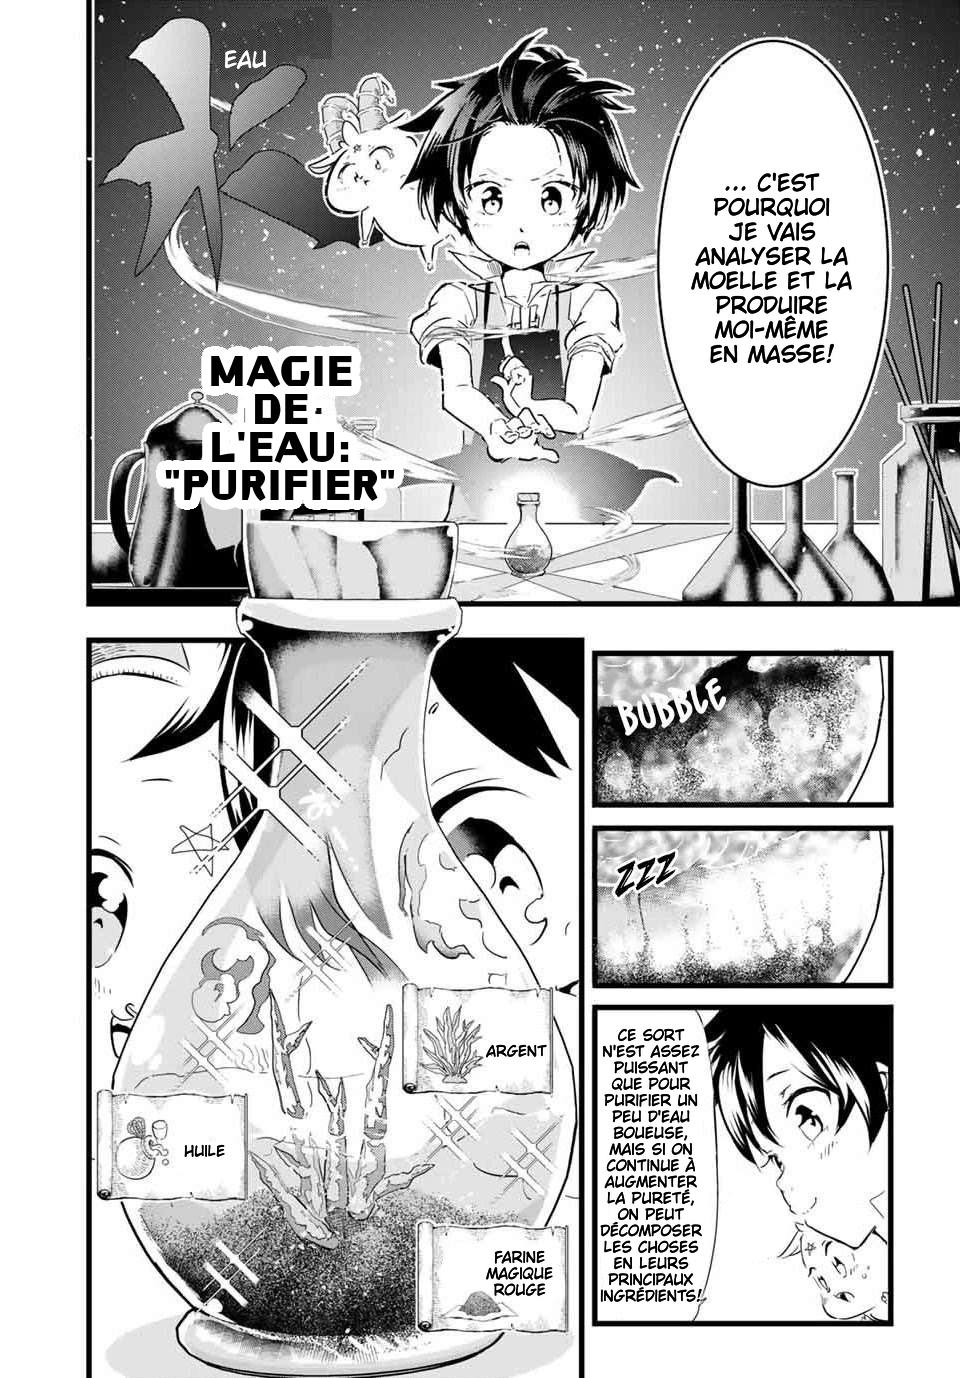 EAU
... C'EST
POURQUOI
JE VAIS
ANALYSER LA
MOELLE ET LA
PRODUIRE
MOI-MÊME
EN MASSE!
MAGIE
DE
L'EAU:
"PURIFIER"
BUBBLE
ZZZ
ARGENT
HUILE
FARINE
MAGIQUE
ROUGE
CE SORT
N'EST ASSEZ
PUISSANT
QUE POUR
PURIFIER UN
PEU D'EAU
BOUEUSE,
MAIS SI ON
CONTINUE À
AUGMENTER
LA PURETÉ,
ON PEUT
DÉCOMPOSER
LES CHOSES
EN LEURS
PRINCIPAUX
INGRÉDIENTS!